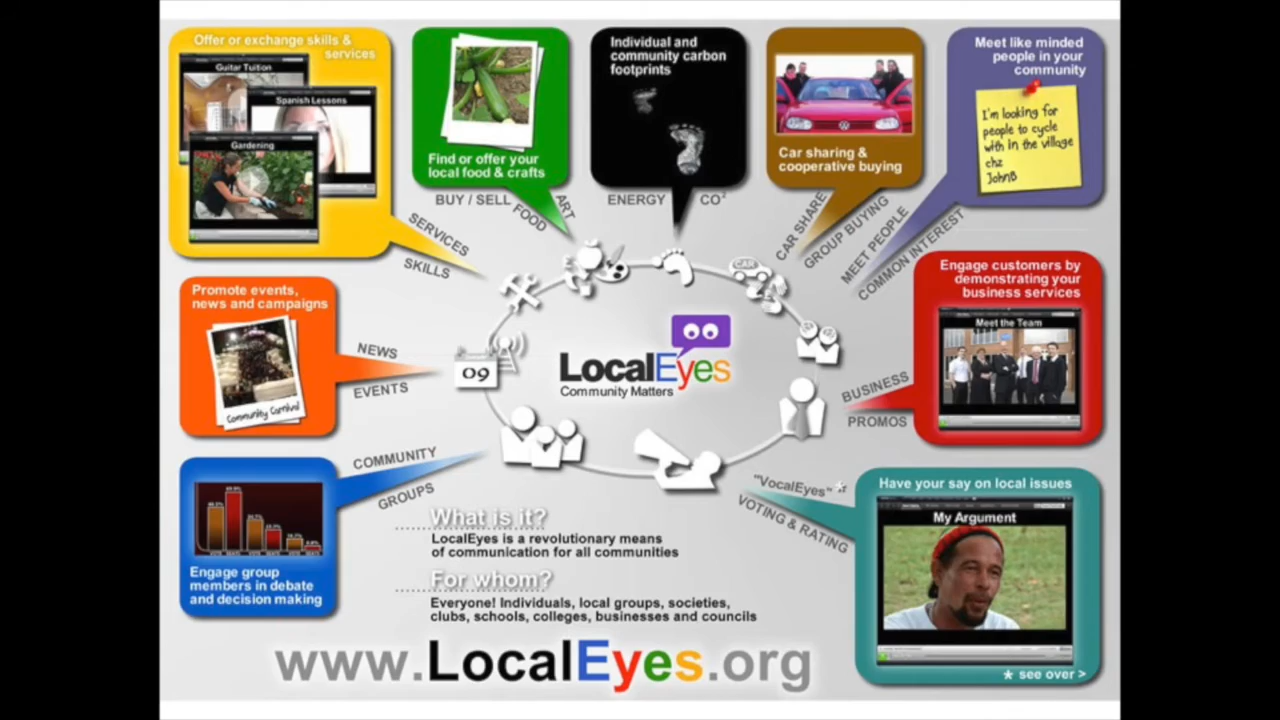 Offer or exchange skills &
services
Guitar Tuition
Spanish Lessons
Gardening
Find or offer your
local food & crafts
Individual and
community carbon
footprints
Car sharing &
cooperative buying
Meet like minded
people in your
community
I'm looking for
people to cycle
with in the village
chz
JohnB
BUY / SELL
FOOD
ART
ENERGY
CO²
CAR SHARE
GROUP BUYING
MEET PEOPLE
COMMON INTEREST
SERVICES
SKILLS
CAR
Promote events,
news and campaigns
Community Carnival
NEWS
EVENTS
09
LocalEyes
Community Matters
Engage customers by
demonstrating your
business services
Meet the Team
BUSINESS
PROMOS
COMMUNITY
GROUPS
Engage group
members in debate
and decision making
"VocalEyes" *
VOTING & RATING
Have your say on local issues
My Argument
* see over >
What is it?
LocalEyes is a revolutionary means
of communication for all communities
For whom?
Everyone! Individuals, local groups, societies,
clubs, schools, colleges, businesses and councils
www.LocalEyes.org